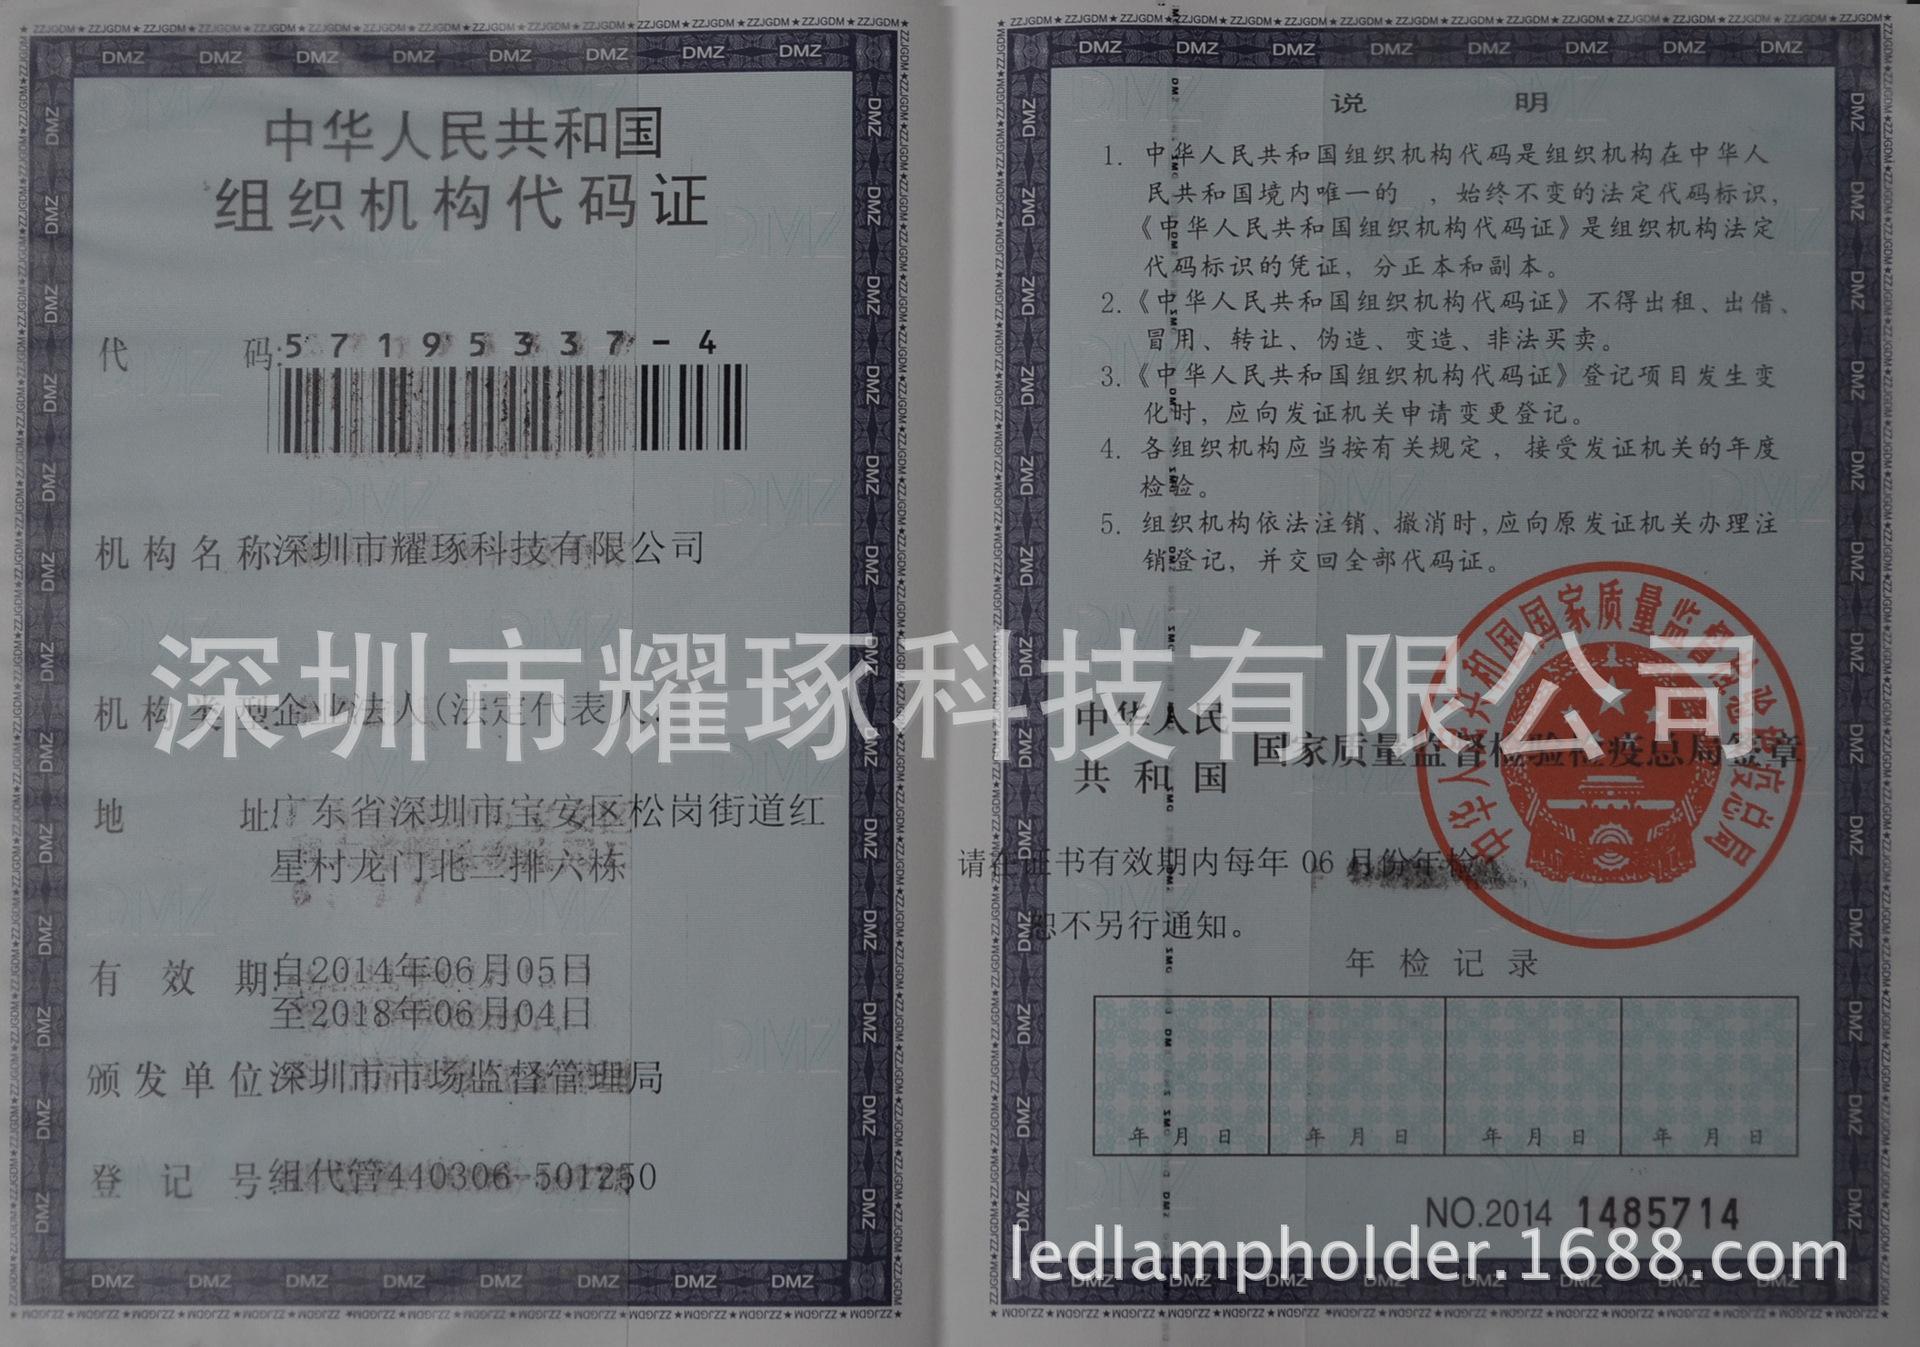 中华人民共和国
组织机构代码证
代 码:57195337-4
机构名称深圳市耀琢科技有限公司
机构类型企业法人(法定代表人
地 址:广东省深圳市宝安区松岗街道红
星村龙门北二排六栋
有效期:自2014年06月05日
至2018年06月04日
颁发单位深圳市市场监督管理局
登记号组代管440306-501250
说 明
1. 中华人民共和国组织机构代码是组织机构在中华人
民共和国境内唯一的 ,始终不变的法定代码标识,
《中华人民共和国组织机构代码证》是组织机构法定
代码标识的凭证,分正本和副本。
2.《中华人民共和国组织机构代码证》不得出租、出借、
冒用、转让、伪造、变造、非法买卖。
3.《中华人民共和国组织机构代码证》登记项目发生变
化时,应向发证机关申请变更登记。
4. 各组织机构应当按有关规定,接受发证机关的年度
检验。
5. 组织机构依法注销、撤消时,应向原发证机关办理注
销登记,并交回全部代码证。
中华人民
共和国
国家质量监督检验检疫总局签章
中华人民共和国国家质量监督检验检疫总局
请在证书有效期内每年 06 月份年检
恕不另行通知。
年检记录
年 月 日 年 月 日 年 月 日 年 月 日
NO.2014 1485714
深圳市耀琢科技有限公司
ledlampholder.1688.com